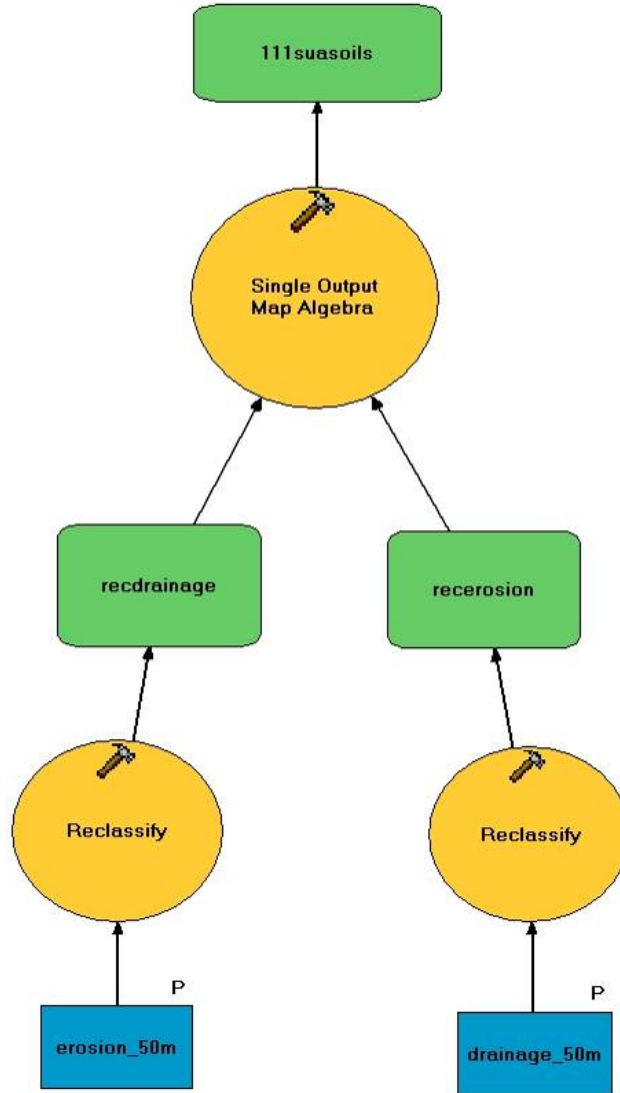 111suasoils
Single Output
Map Algebra
recdrainage
recerosion
Reclassify
Reclassify
P
P
erosion_50m
drainage_50m